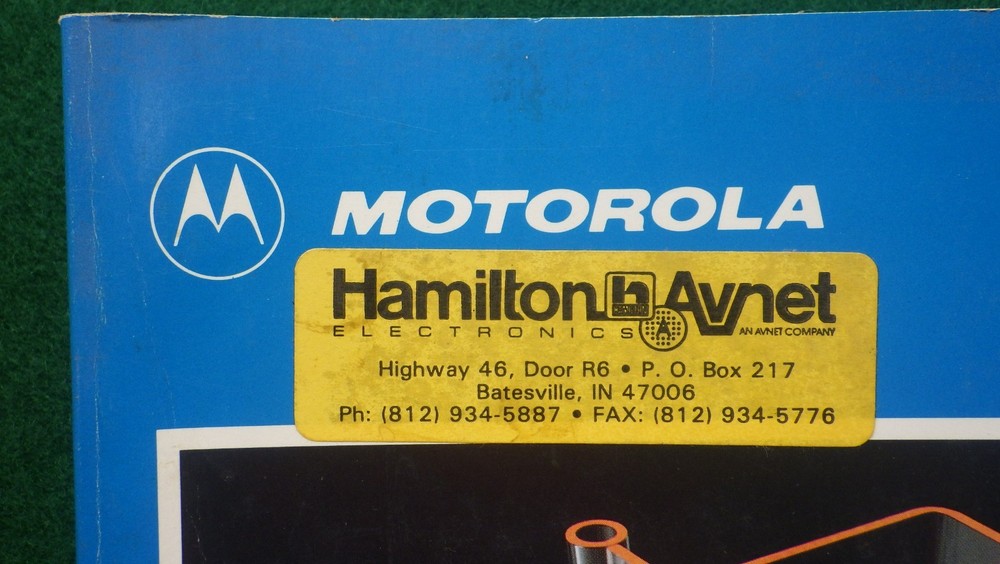 MOTOROLA
Hamilton Avnet
ELECTRONICS AN AVNET COMPANY
Highway 46, Door R6 • P. O. Box 217
Batesville, IN 47006
Ph: (812) 934-5887 • FAX: (812) 934-5776